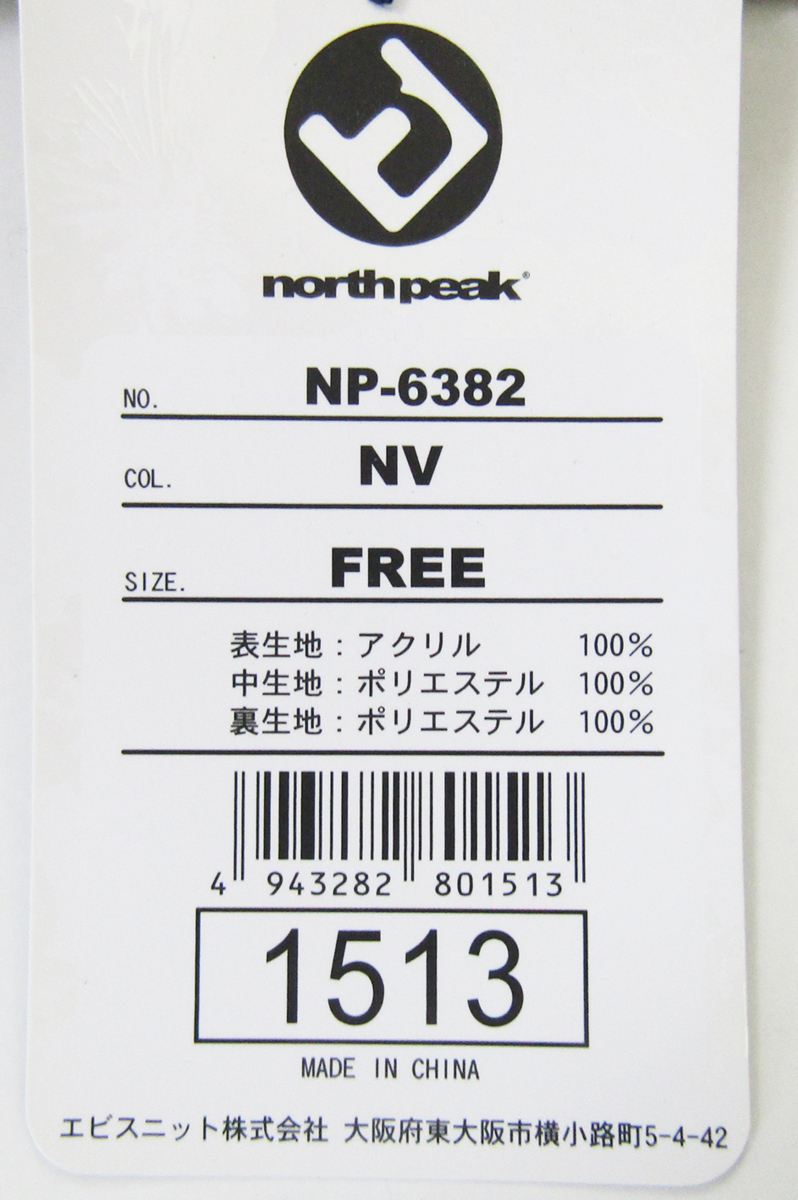 north peak®
NO. NP-6382
COL. NV
SIZE. FREE
表生地：アクリル 100%
中生地：ポリエステル 100%
裏生地：ポリエステル 100%
4 943282 801513
1513
MADE IN CHINA
エビスニット株式会社 大阪府東大阪市横小路町5-4-42